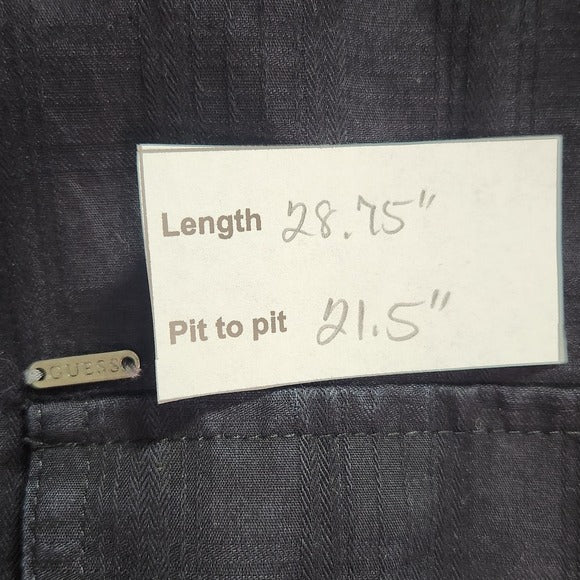 Length 28.75"
Pit to pit 21.5"
GUESS